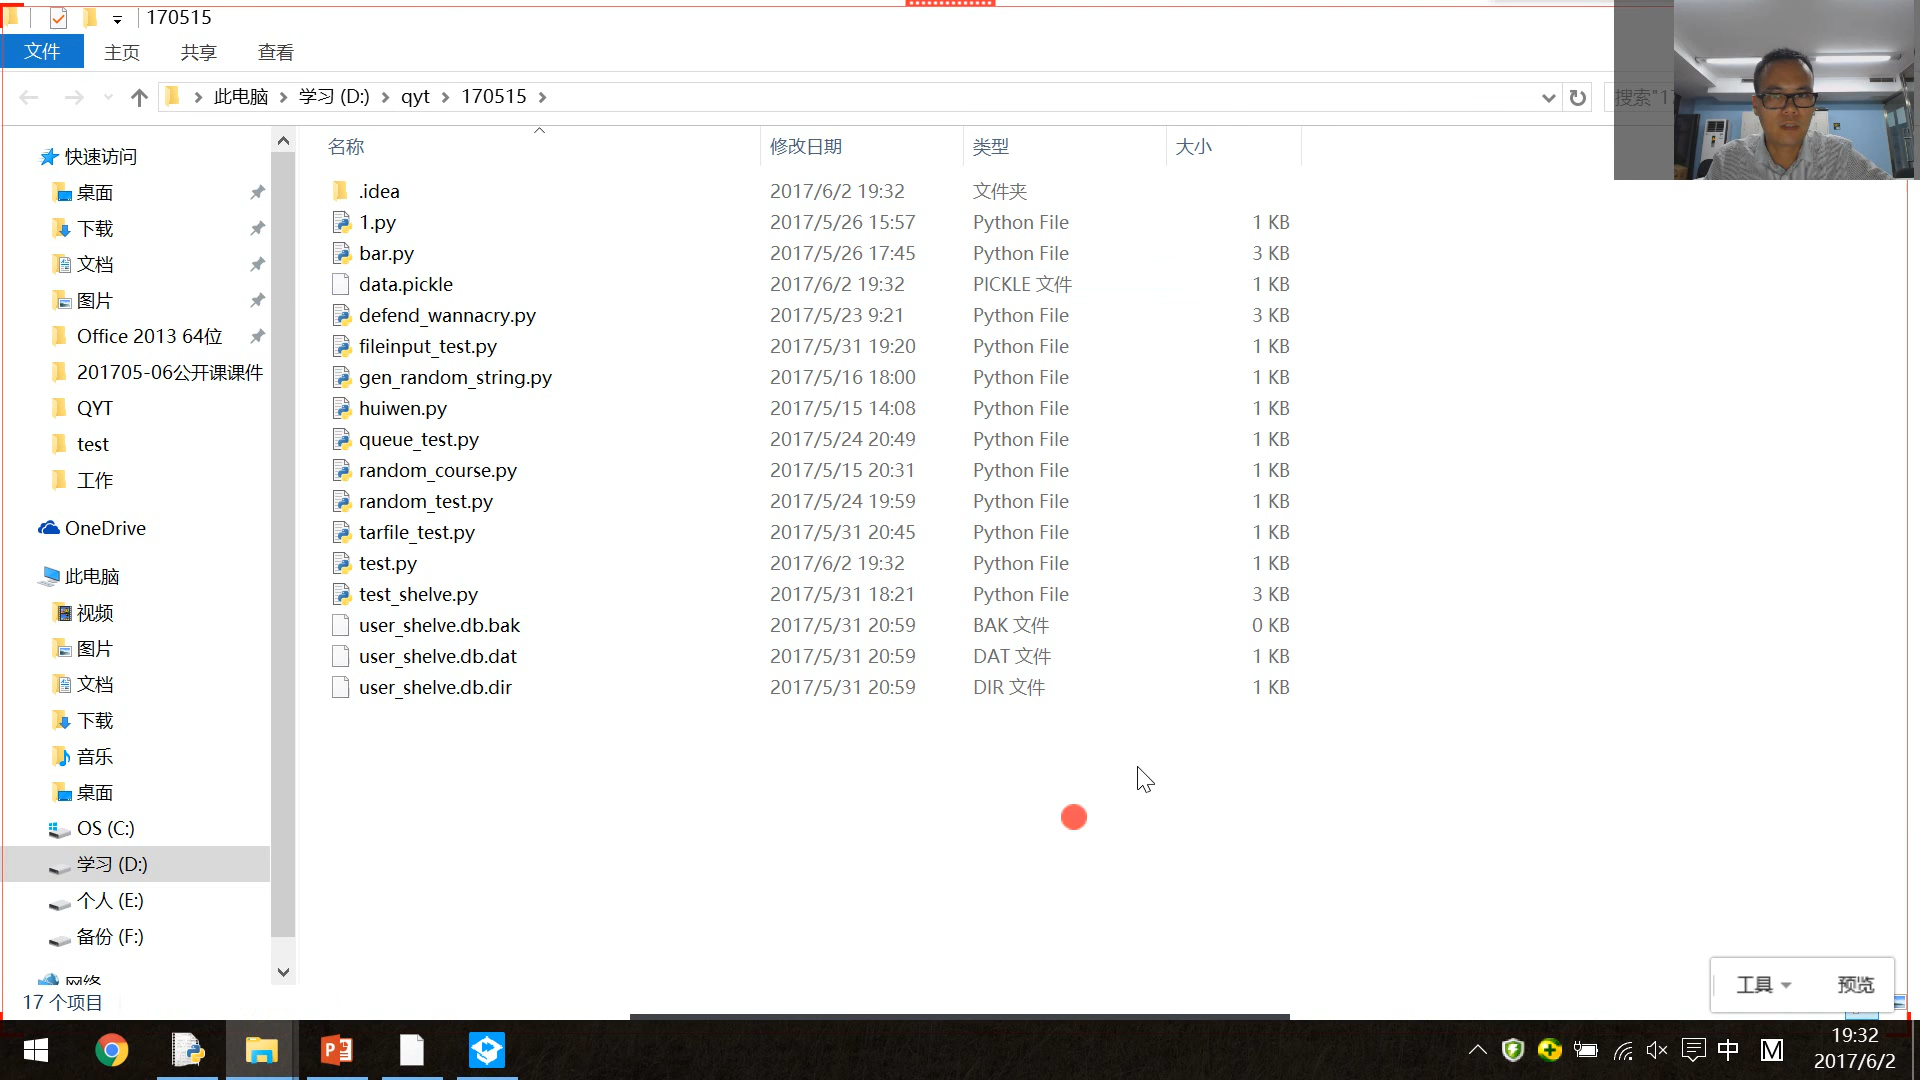 170515
文件 主页 共享 查看
此电脑 学习 (D:) qyt 170515 搜索"17
名称 修改日期 类型 大小
快速访问
桌面
下载
文档
图片
Office 2013 64位
201705-06公开课课件
QYT
test
工作
OneDrive
此电脑
视频
图片
文档
下载
音乐
桌面
OS (C:)
学习 (D:)
个人 (E:)
备份 (F:)
网络
.idea 2017/6/2 19:32 文件夹
1.py 2017/5/26 15:57 Python File 1 KB
bar.py 2017/5/26 17:45 Python File 3 KB
data.pickle 2017/6/2 19:32 PICKLE 文件 1 KB
defend_wannacry.py 2017/5/23 9:21 Python File 3 KB
fileinput_test.py 2017/5/31 19:20 Python File 1 KB
gen_random_string.py 2017/5/16 18:00 Python File 1 KB
huiwen.py 2017/5/15 14:08 Python File 1 KB
queue_test.py 2017/5/24 20:49 Python File 1 KB
random_course.py 2017/5/15 20:31 Python File 1 KB
random_test.py 2017/5/24 19:59 Python File 1 KB
tarfile_test.py 2017/5/31 20:45 Python File 1 KB
test.py 2017/6/2 19:32 Python File 1 KB
test_shelve.py 2017/5/31 18:21 Python File 3 KB
user_shelve.db.bak 2017/5/31 20:59 BAK 文件 0 KB
user_shelve.db.dat 2017/5/31 20:59 DAT 文件 1 KB
user_shelve.db.dir 2017/5/31 20:59 DIR 文件 1 KB
17 个项目
工具 预览
中 M 19:32
2017/6/2